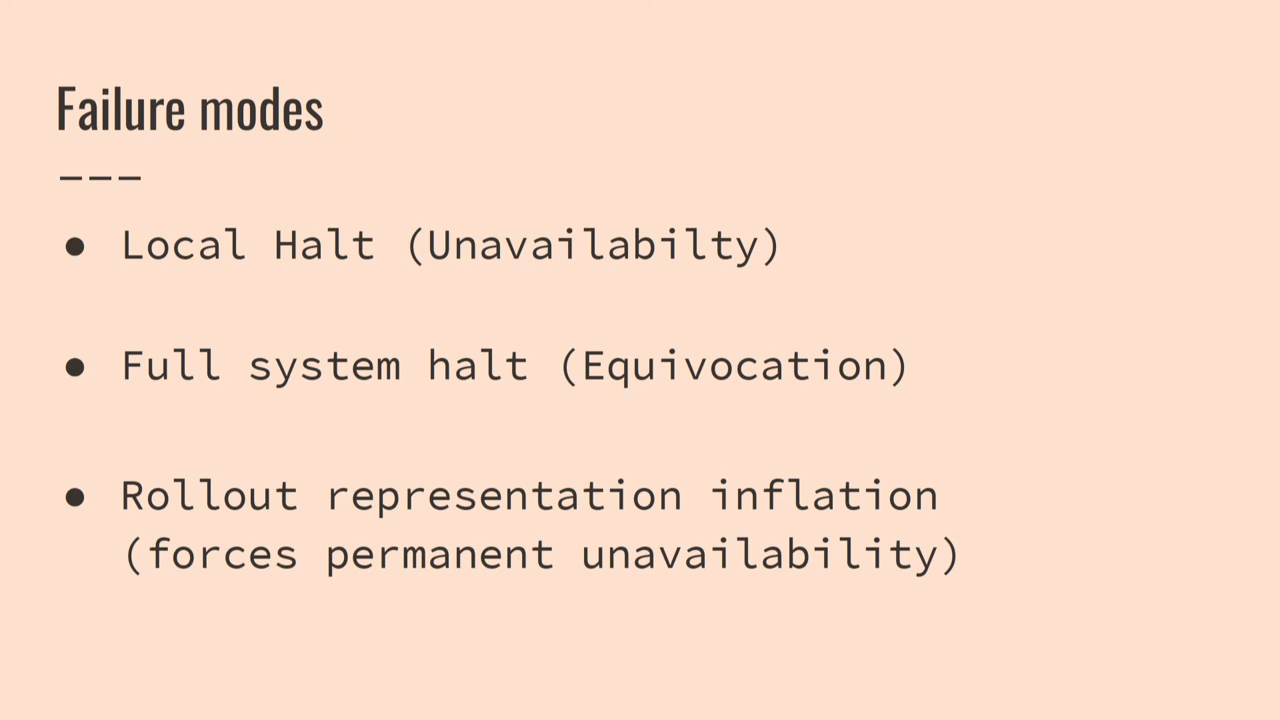 Failure modes
---
● Local Halt (Unavailabilty)
● Full system halt (Equivocation)
● Rollout representation inflation
(forces permanent unavailability)